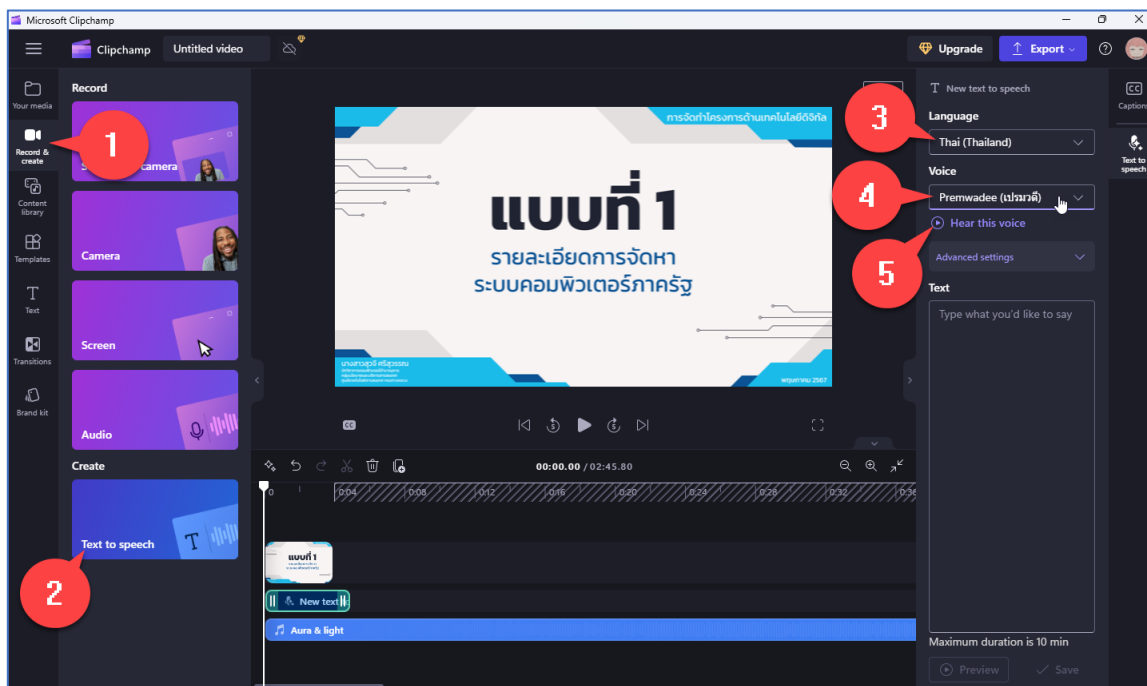 Microsoft Clipchamp
Clipchamp
Untitled video
Upgrade
Export
Your media
Record & create
Content library
Templates
Text
Transitions
Brand kit
Record
1
camera
Camera
Screen
Audio
Create
Text to speech
2
การจัดทำโครงการด้านเทคโนโลยีดิจิทัล
แบบที่ 1
รายละเอียดการจัดหา
ระบบคอมพิวเตอร์ภาครัฐ
พฤษภาคม 2567
CC
5
5
00:00.00 / 02:45.80
0
0:04
0:08
0:12
0:16
0:20
0:24
0:28
0:32
0:36
แบบที่ 1
New text
Aura & light
New text to speech
3
Language
Thai (Thailand)
Voice
4
Premwadee (เปรมวดี)
Hear this voice
5
Advanced settings
Text
Type what you'd like to say
Maximum duration is 10 min
Preview
Save
CC
Captions
Text to speech